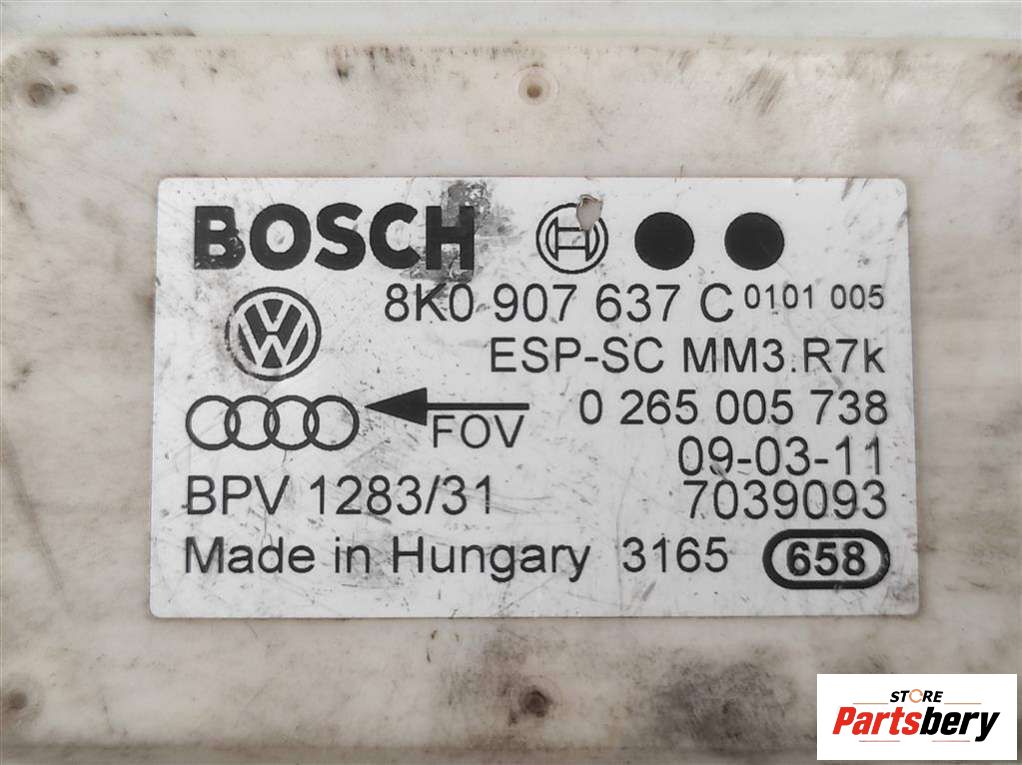 BOSCH
8K0 907 637 C 0101 005
ESP-SC MM3.R7k
FOV 0 265 005 738
09-03-11
BPV 1283/31 7039093
Made in Hungary 3165 658
STORE
Partsbery